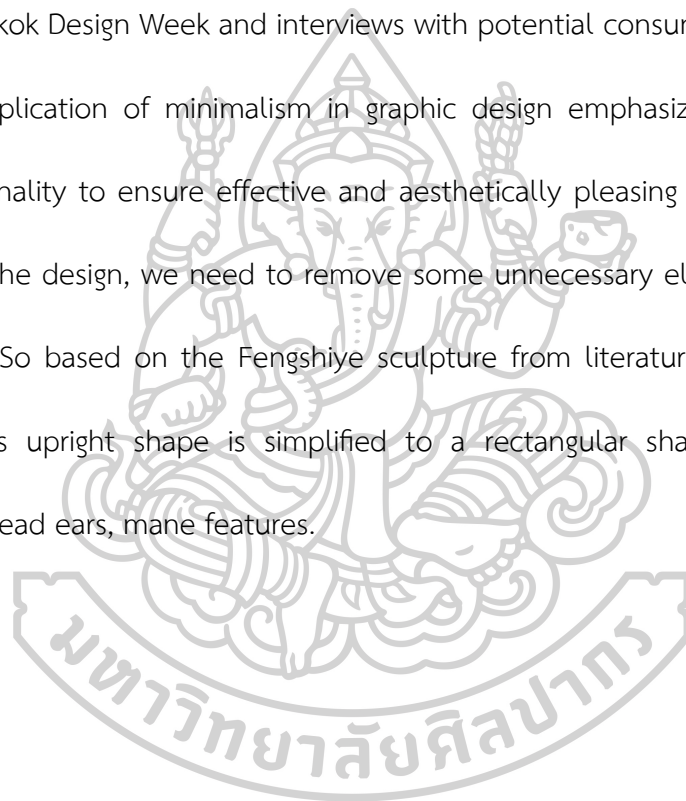 kok Design Week and interviews with potential consu
plication of minimalism in graphic design emphasi
nality to ensure effective and aesthetically pleasing
he design, we need to remove some unnecessary el
So based on the Fengshiye sculpture from literatur
s upright shape is simplified to a rectangular sha
ead ears, mane features.
มหาวิทยาลัยศิลปากร